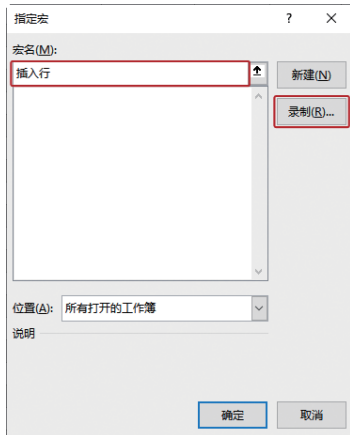 指定宏 ? ×
宏名(M):
插入行
新建(N)
录制(R)...
位置(A): 所有打开的工作簿
说明
确定 取消